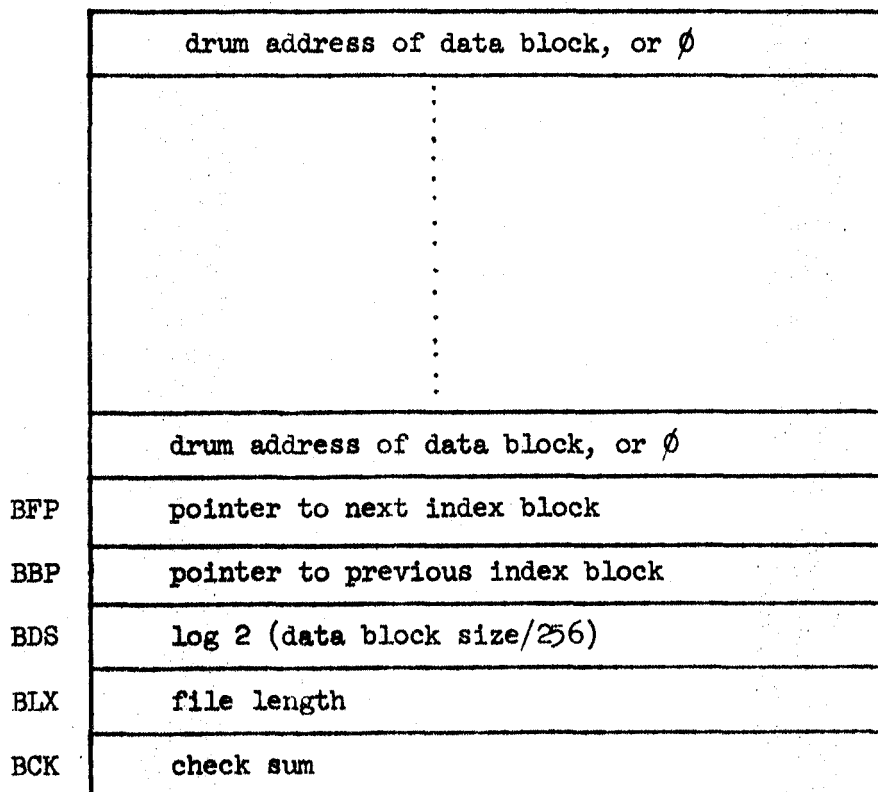 drum address of data block, or ∅
drum address of data block, or ∅
BFP pointer to next index block
BBP pointer to previous index block
BDS log 2 (data block size/256)
BLX file length
BCK check sum